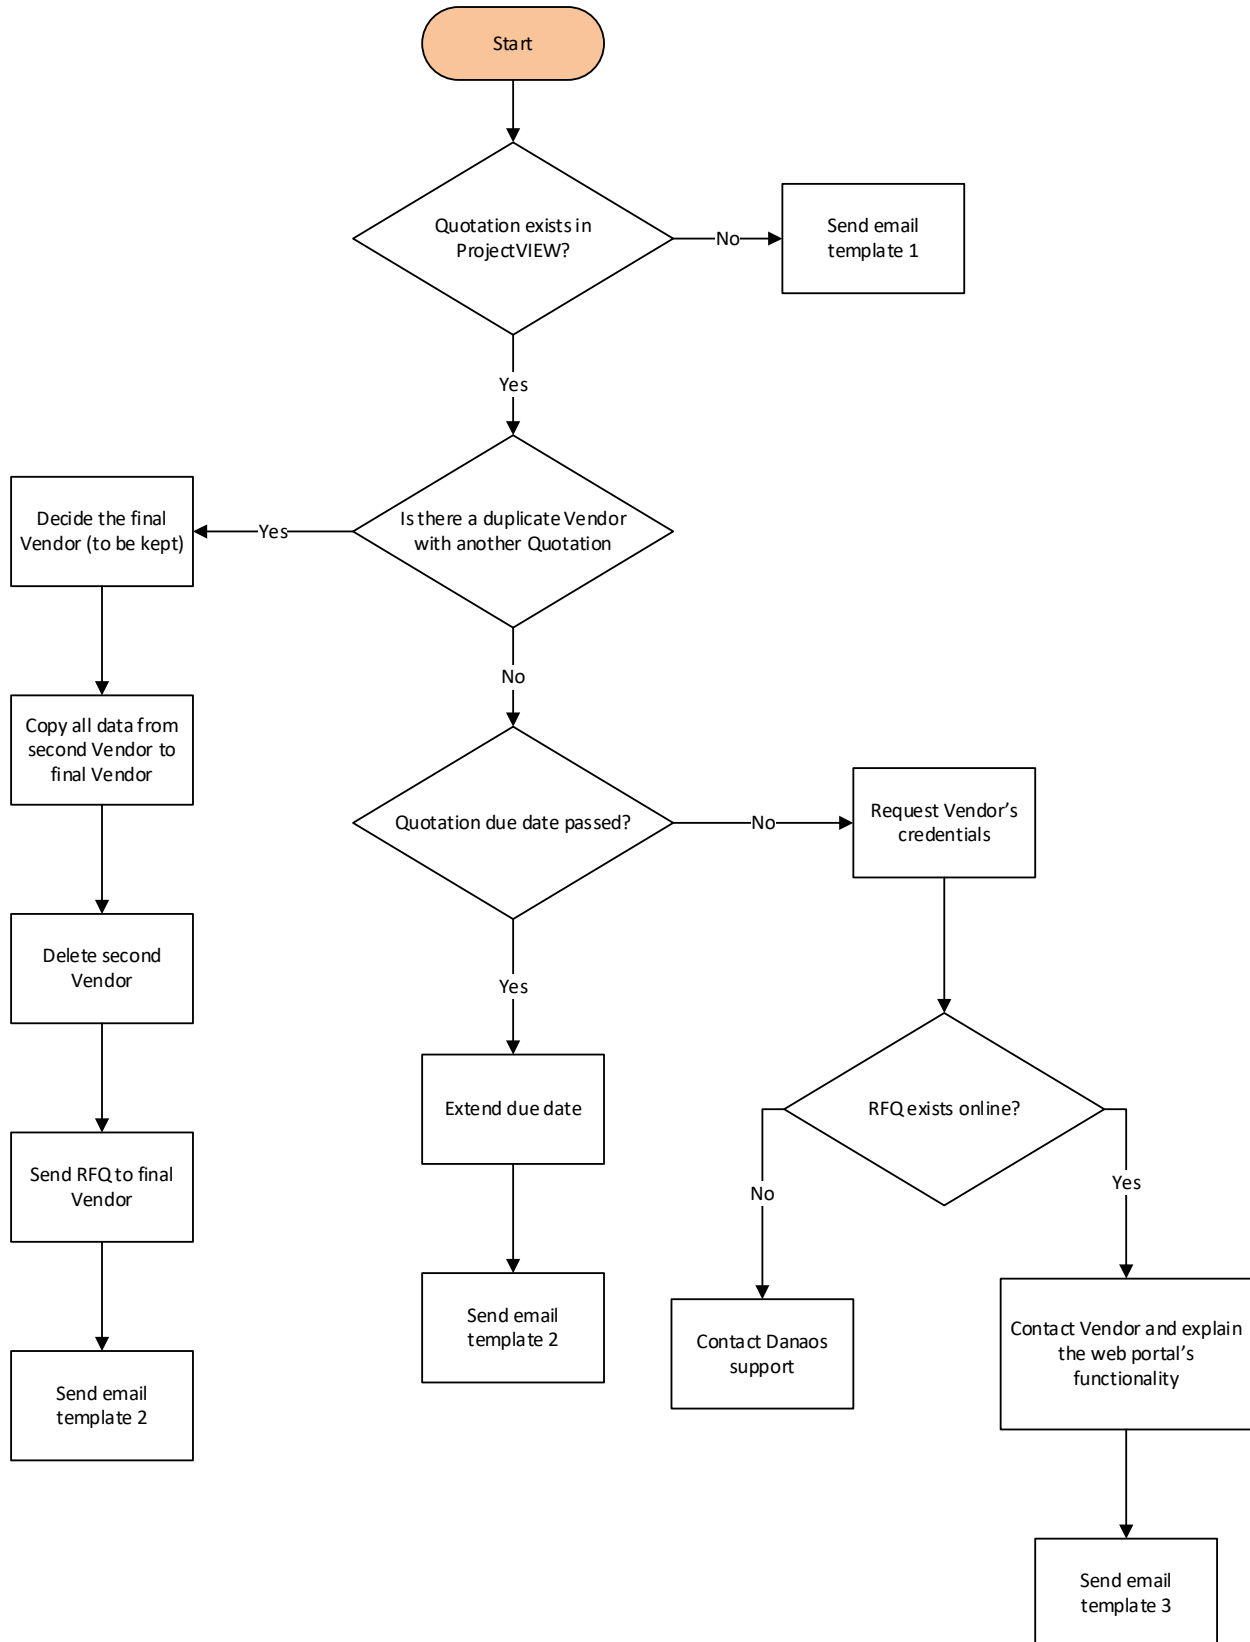 Start
Quotation exists in
ProjectVIEW?
No
Send email
template 1
Yes
Decide the final
Vendor (to be kept)
Yes
Is there a duplicate Vendor
with another Quotation
No
Copy all data from
second Vendor to
final Vendor
Quotation due date passed?
No
Request Vendor’s
credentials
Delete second
Vendor
Yes
Extend due date
RFQ exists online?
Send RFQ to final
Vendor
No
Yes
Send email
template 2
Send email
template 2
Contact Danaos
support
Contact Vendor and explain
the web portal’s
functionality
Send email
template 3